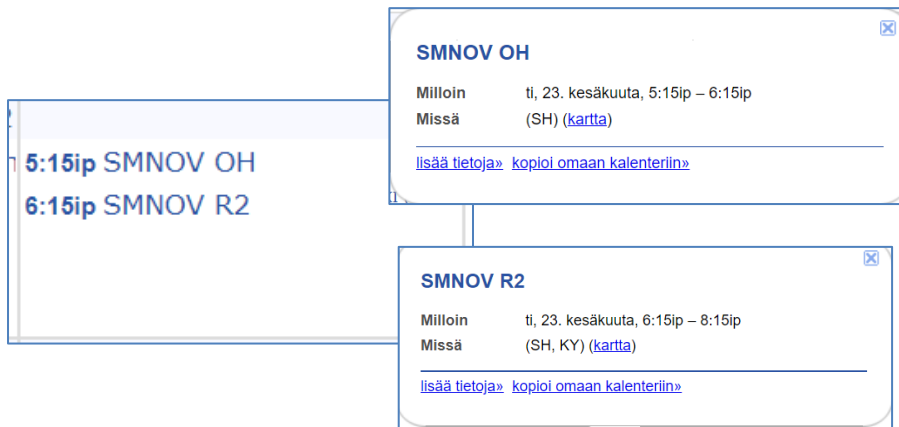 5:15ip SMNOV OH
6:15ip SMNOV R2
SMNOV OH
Milloin ti, 23. kesäkuuta, 5:15ip – 6:15ip
Missä (SH) (kartta)
lisää tietoja» kopioi omaan kalenteriin»
SMNOV R2
Milloin ti, 23. kesäkuuta, 6:15ip – 8:15ip
Missä (SH, KY) (kartta)
lisää tietoja» kopioi omaan kalenteriin»